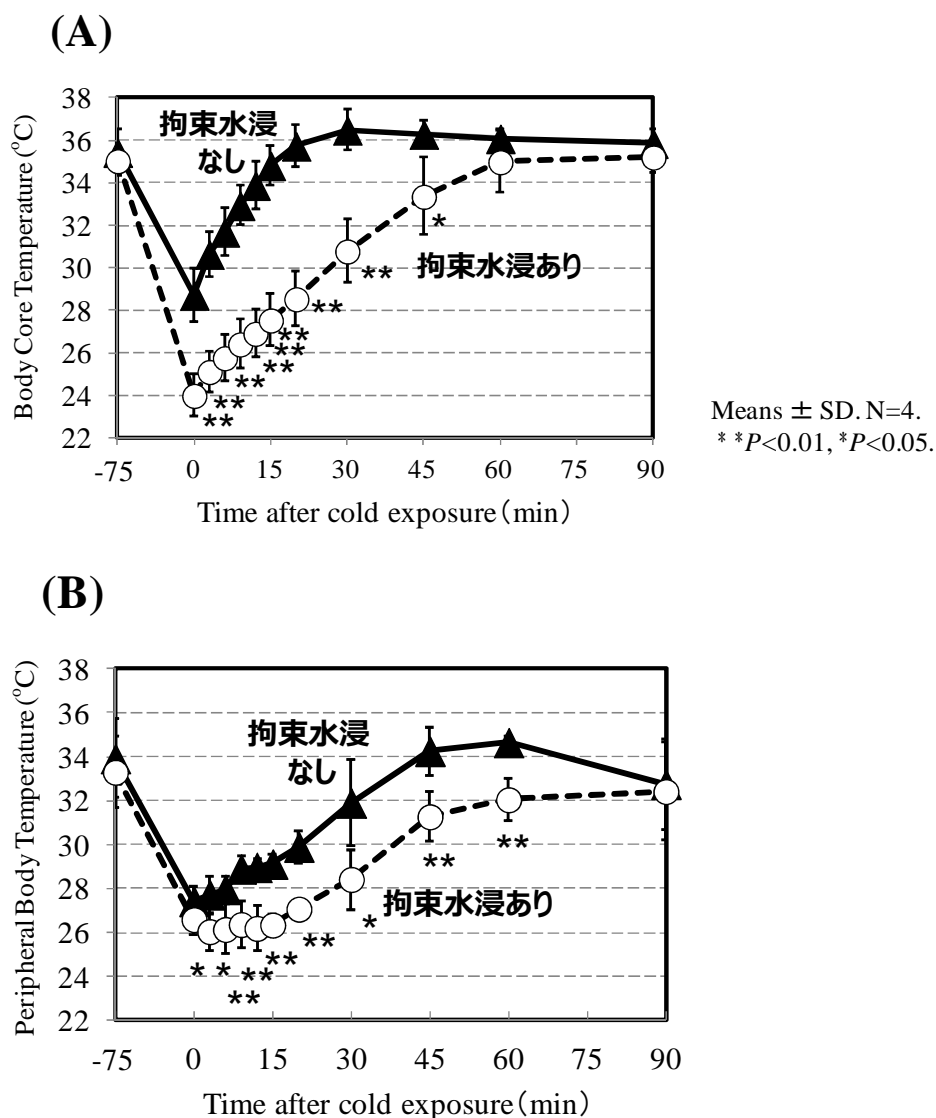 (A)
Body Core Temperature (°C)
38
36
34
32
30
28
26
24
22
拘束水浸
なし
拘束水浸あり
*
**
**
**
**
**
**
**
**
-75 0 15 30 45 60 75 90
Time after cold exposure(min)
Means ± SD. N=4.
**P<0.01, *P<0.05.
(B)
Peripheral Body Temperature (°C)
38
36
34
32
30
28
26
24
22
拘束水浸
なし
拘束水浸あり
** **
*
**
* * ** **
**
-75 0 15 30 45 60 75 90
Time after cold exposure(min)